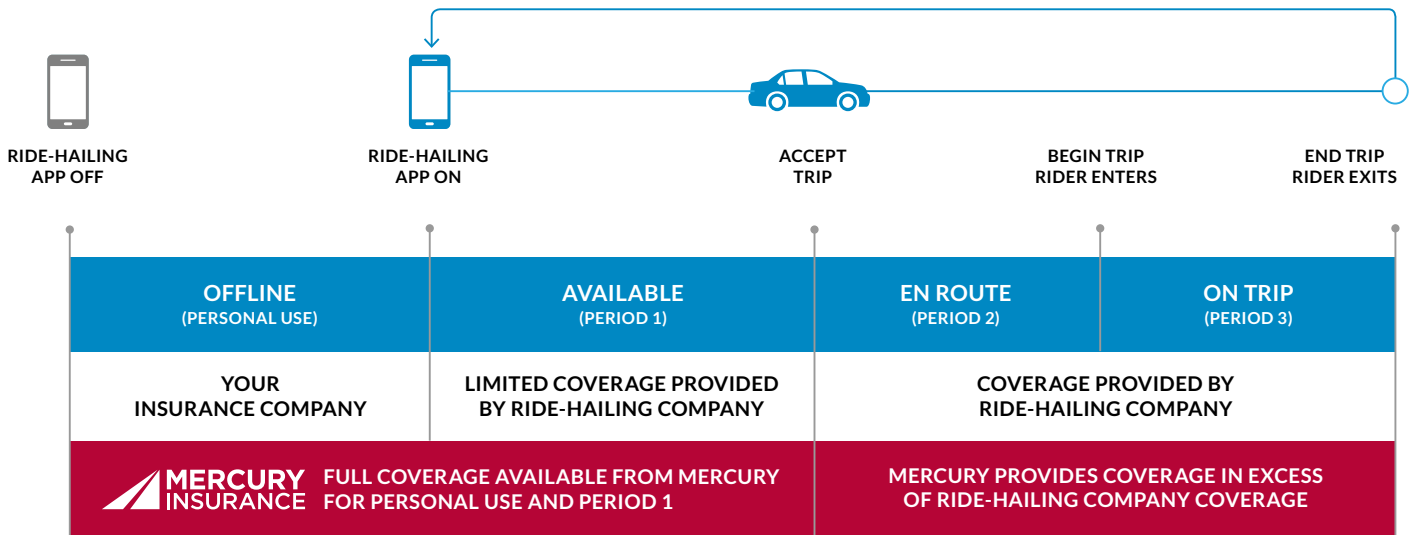 RIDE-HAILING
APP OFF
RIDE-HAILING
APP ON
ACCEPT
TRIP
BEGIN TRIP
RIDER ENTERS
END TRIP
RIDER EXITS
OFFLINE
(PERSONAL USE)
AVAILABLE
(PERIOD 1)
EN ROUTE
(PERIOD 2)
ON TRIP
(PERIOD 3)
YOUR
INSURANCE COMPANY
LIMITED COVERAGE PROVIDED
BY RIDE-HAILING COMPANY
COVERAGE PROVIDED BY
RIDE-HAILING COMPANY
MERCURY
INSURANCE
FULL COVERAGE AVAILABLE FROM MERCURY
FOR PERSONAL USE AND PERIOD 1
MERCURY PROVIDES COVERAGE IN EXCESS
OF RIDE-HAILING COMPANY COVERAGE